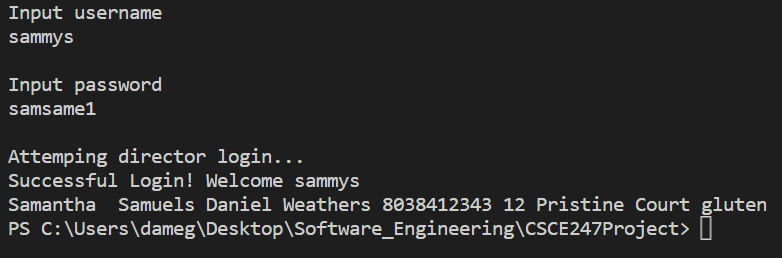 Input username
sammys
Input password
samsame1
Attemping director login...
Successful Login! Welcome sammys
Samantha  Samuels Daniel Weathers 8038412343 12 Pristine Court gluten
PS C:\Users\dameg\Desktop\Software_Engineering\CSCE247Project>